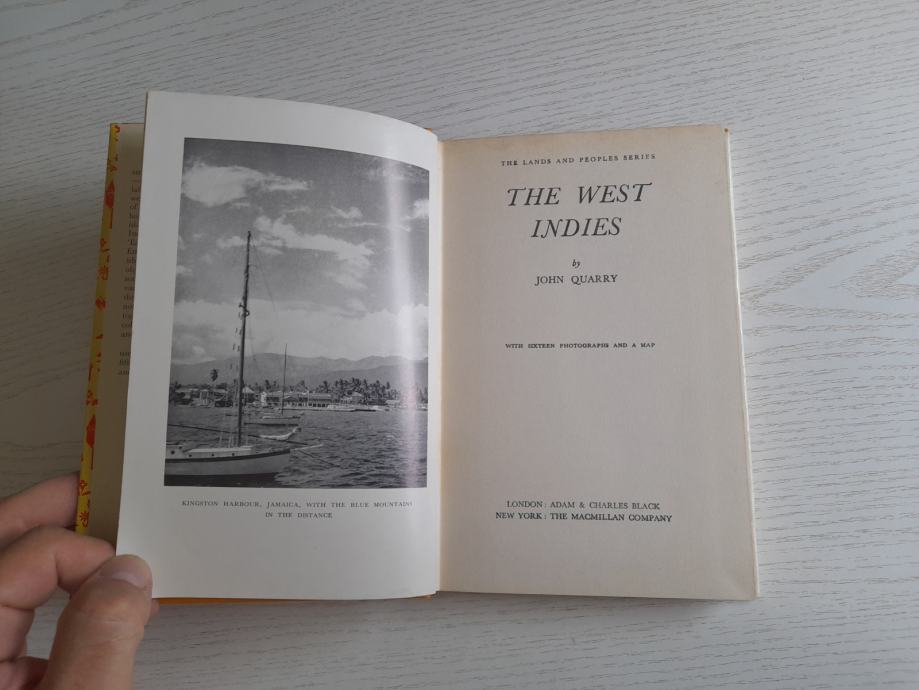 KINGSTON HARBOUR, JAMAICA, WITH THE BLUE MOUNTAINS
IN THE DISTANCE
THE LANDS AND PEOPLES SERIES
THE WEST
INDIES
by
JOHN QUARRY
WITH SIXTEEN PHOTOGRAPHS AND A MAP
LONDON: ADAM & CHARLES BLACK
NEW YORK: THE MACMILLAN COMPANY